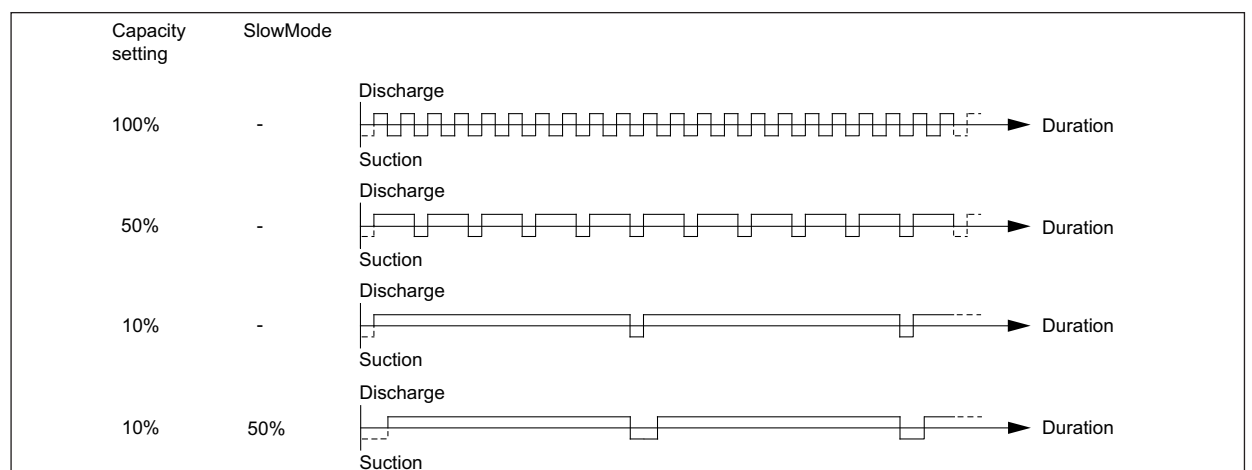 Capacity SlowMode
setting
Discharge
100% - Duration
Suction
Discharge
50% - Duration
Suction
Discharge
10% - Duration
Suction
Discharge
10% 50% Duration
Suction